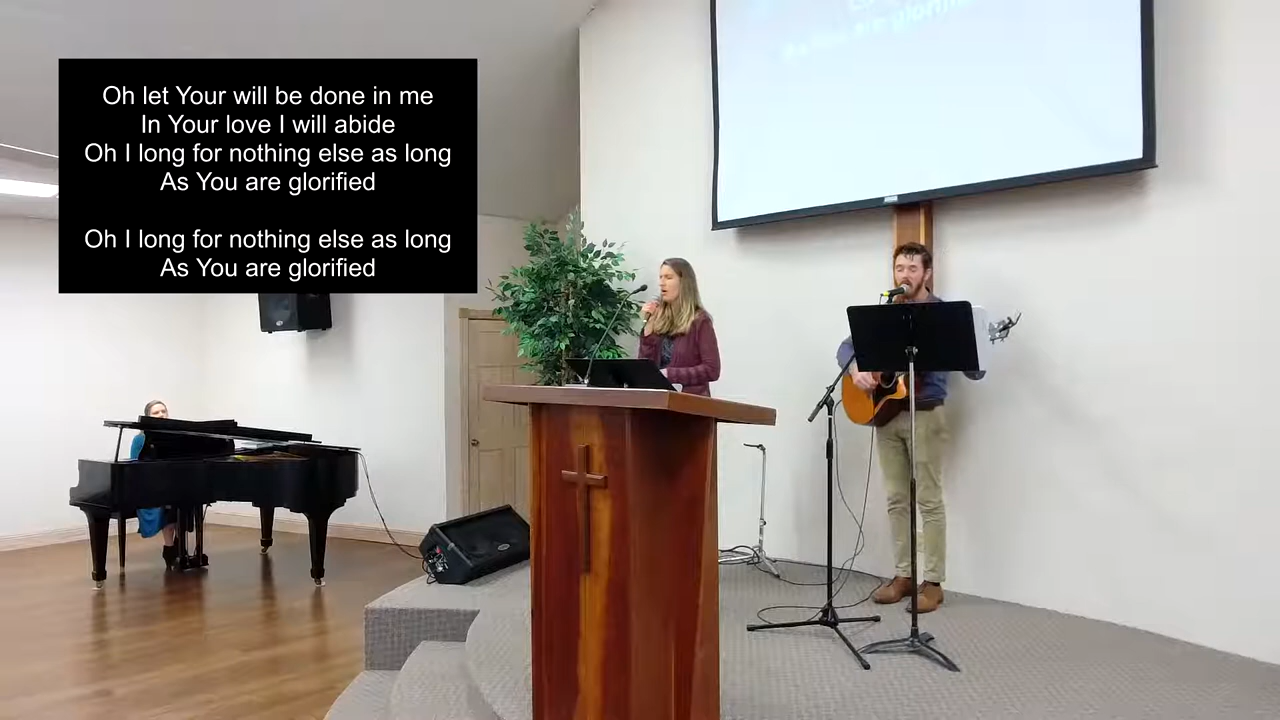 Oh let Your will be done in me
In Your love I will abide
Oh I long for nothing else as long
As You are glorified
Oh I long for nothing else as long
As You are glorified